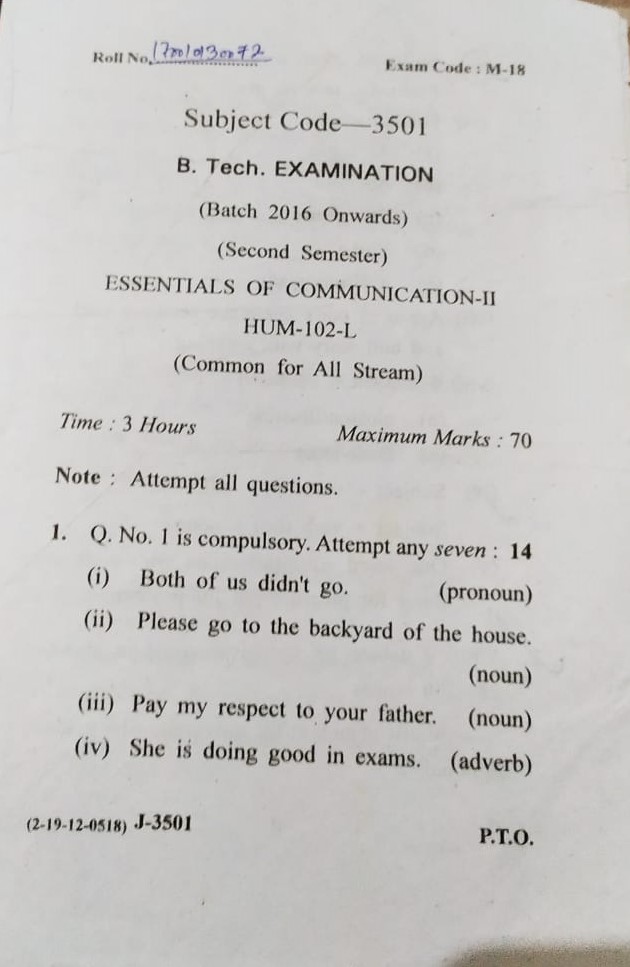 Roll No. 17000130072
Exam Code : M-18
Subject Code—3501
B. Tech. EXAMINATION
(Batch 2016 Onwards)
(Second Semester)
ESSENTIALS OF COMMUNICATION-II
HUM-102-L
(Common for All Stream)
Time : 3 Hours
Maximum Marks : 70
Note : Attempt all questions.
1. Q. No. 1 is compulsory. Attempt any seven : 14
(i) Both of us didn't go. (pronoun)
(ii) Please go to the backyard of the house.
(noun)
(iii) Pay my respect to your father. (noun)
(iv) She is doing good in exams. (adverb)
(2-19-12-0518) J-3501
P.T.O.